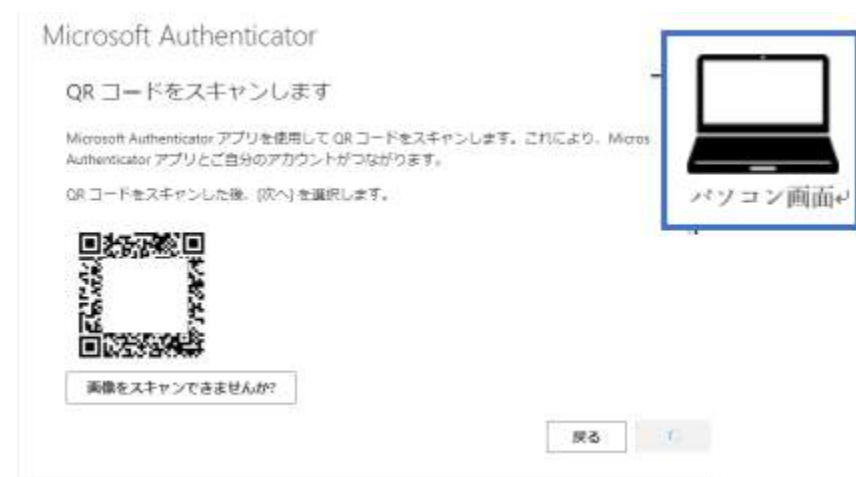 Microsoft Authenticator
QR コードをスキャンします
Microsoft Authenticator アプリを使用して QR コードをスキャンします。これにより、Micros
Authenticator アプリとご自分のアカウントがつながります。
QR コードをスキャンした後、[次へ] を選択します。
パソコン画面↵
画像をスキャンできませんか?
戻る